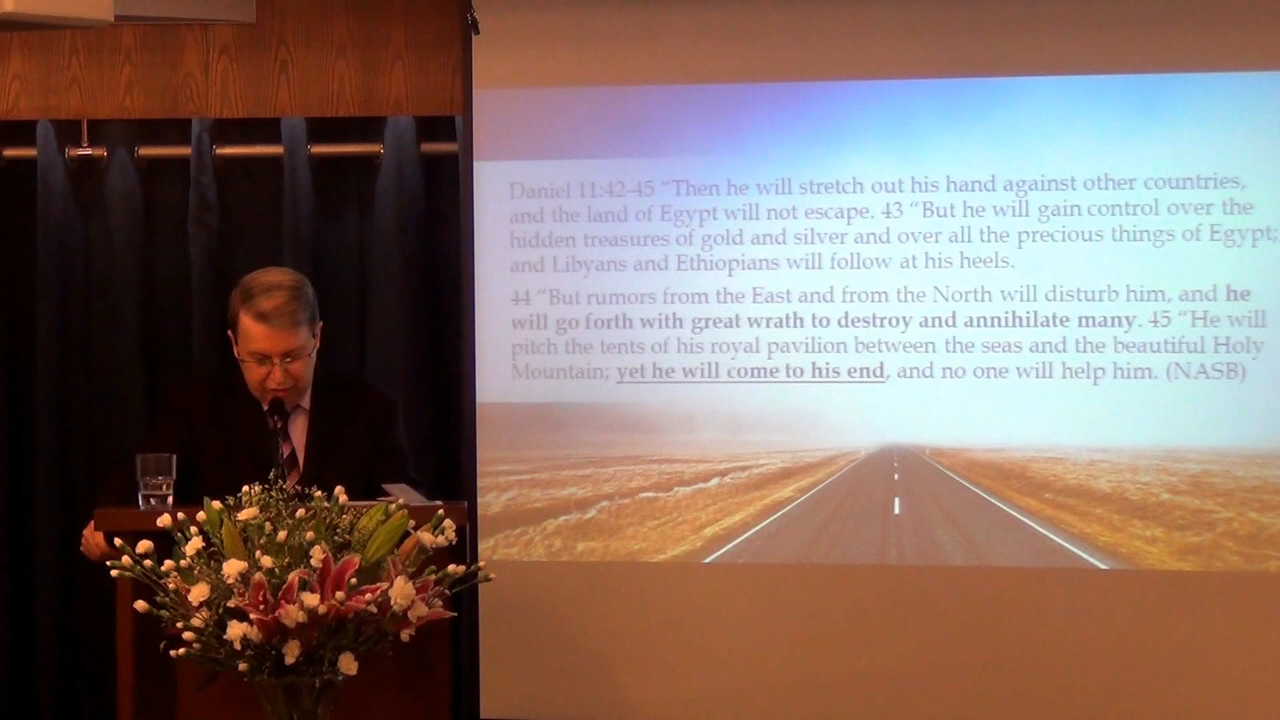 Daniel 11:42-45 “Then he will stretch out his hand against other countries,
and the land of Egypt will not escape. 43 “But he will gain control over the
hidden treasures of gold and silver and over all the precious things of Egypt;
and Libyans and Ethiopians will follow at his heels.
44 “But rumors from the East and from the North will disturb him, and he
will go forth with great wrath to destroy and annihilate many. 45 “He will
pitch the tents of his royal pavilion between the seas and the beautiful Holy
Mountain; yet he will come to his end, and no one will help him. (NASB)